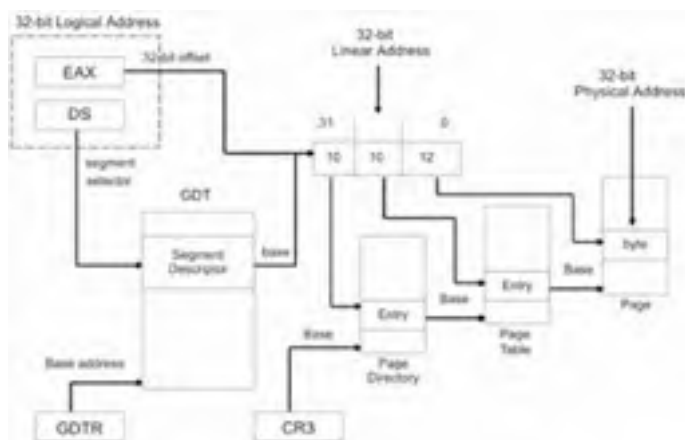 32-bit Logical Address
EAX
32-bit offset
DS
segment
selector
GDT
Segment
Descriptor
base
Base address
GDTR
32-bit
Linear Address
31
0
10
10
12
Base
Entry
Page
Directory
CR3
Base
Entry
Page
Table
Base
32-bit
Physical Address
byte
Page